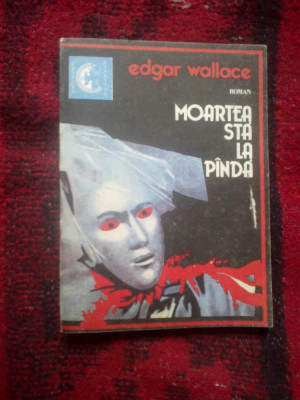 edgar wallace
ROMAN
MOARTEA
STĂ
LA
PÎNDĂ